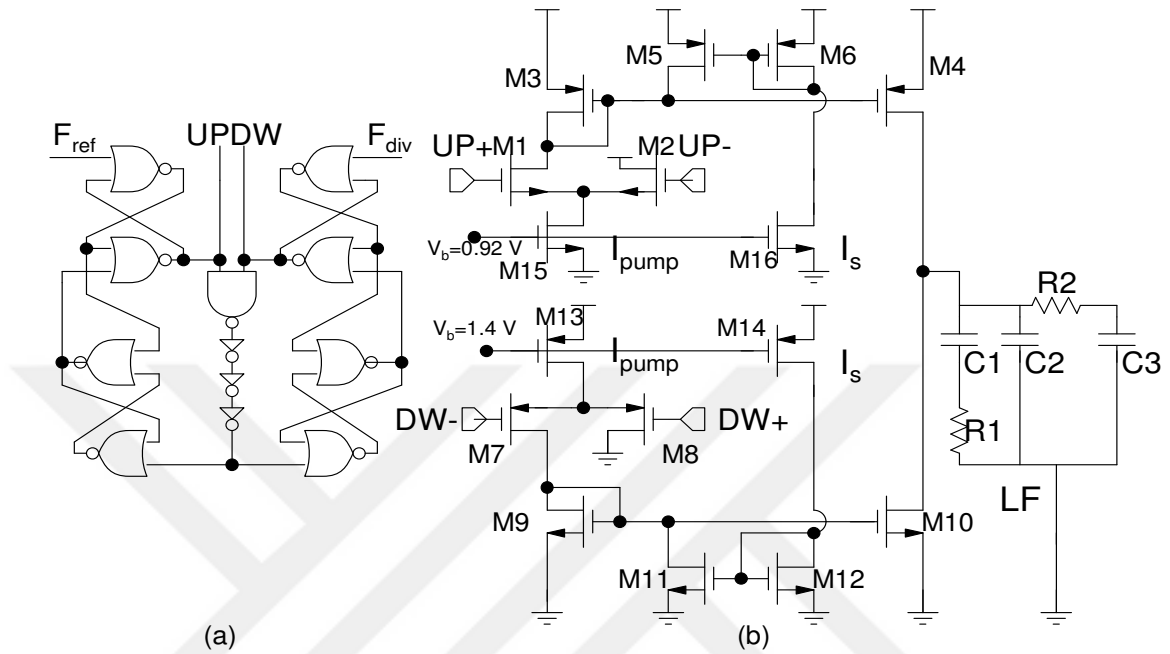 M3
M5
M6
M4
F_ref
UPDW
F_div
UP+
M1
M2
UP-
V_b=0.92 V
M15
I_pump
M16
I_s
R2
V_b=1.4 V
M13
I_pump
M14
I_s
C1
C2
C3
DW-
DW+
M7
M8
R1
LF
M9
M10
M11
M12
(a)
(b)